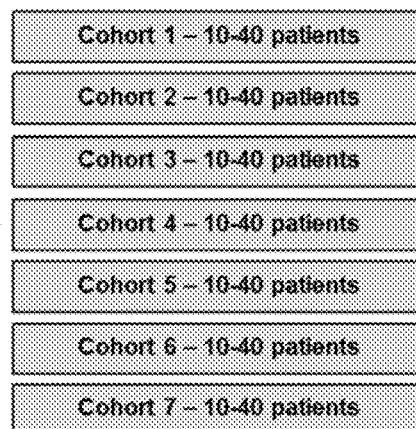 Cohort 1 – 10-40 patients
Cohort 2 – 10-40 patients
Cohort 3 – 10-40 patients
Cohort 4 – 10-40 patients
Cohort 5 – 10-40 patients
Cohort 6 – 10-40 patients
Cohort 7 – 10-40 patients